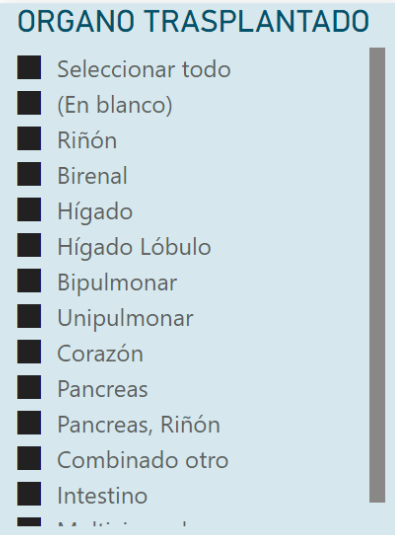 ORGANO TRASPLANTADO
Seleccionar todo
(En blanco)
Riñón
Birenal
Hígado
Hígado Lóbulo
Bipulmonar
Unipulmonar
Corazón
Pancreas
Pancreas, Riñón
Combinado otro
Intestino